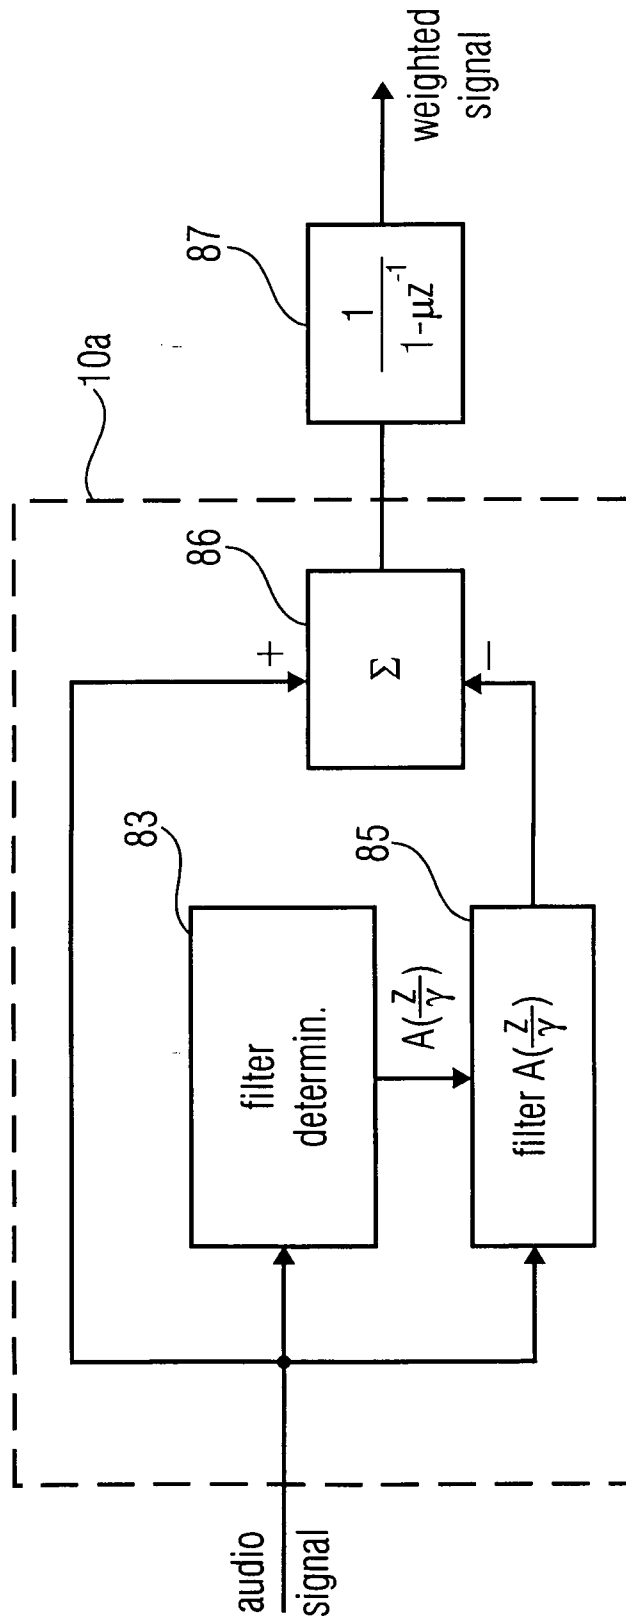 audio
signal
10a
83
filter
determin.
A(z/γ)
85
filter A(z/γ)
86
+
Σ
−
87
1
1-μz⁻¹
weighted
signal